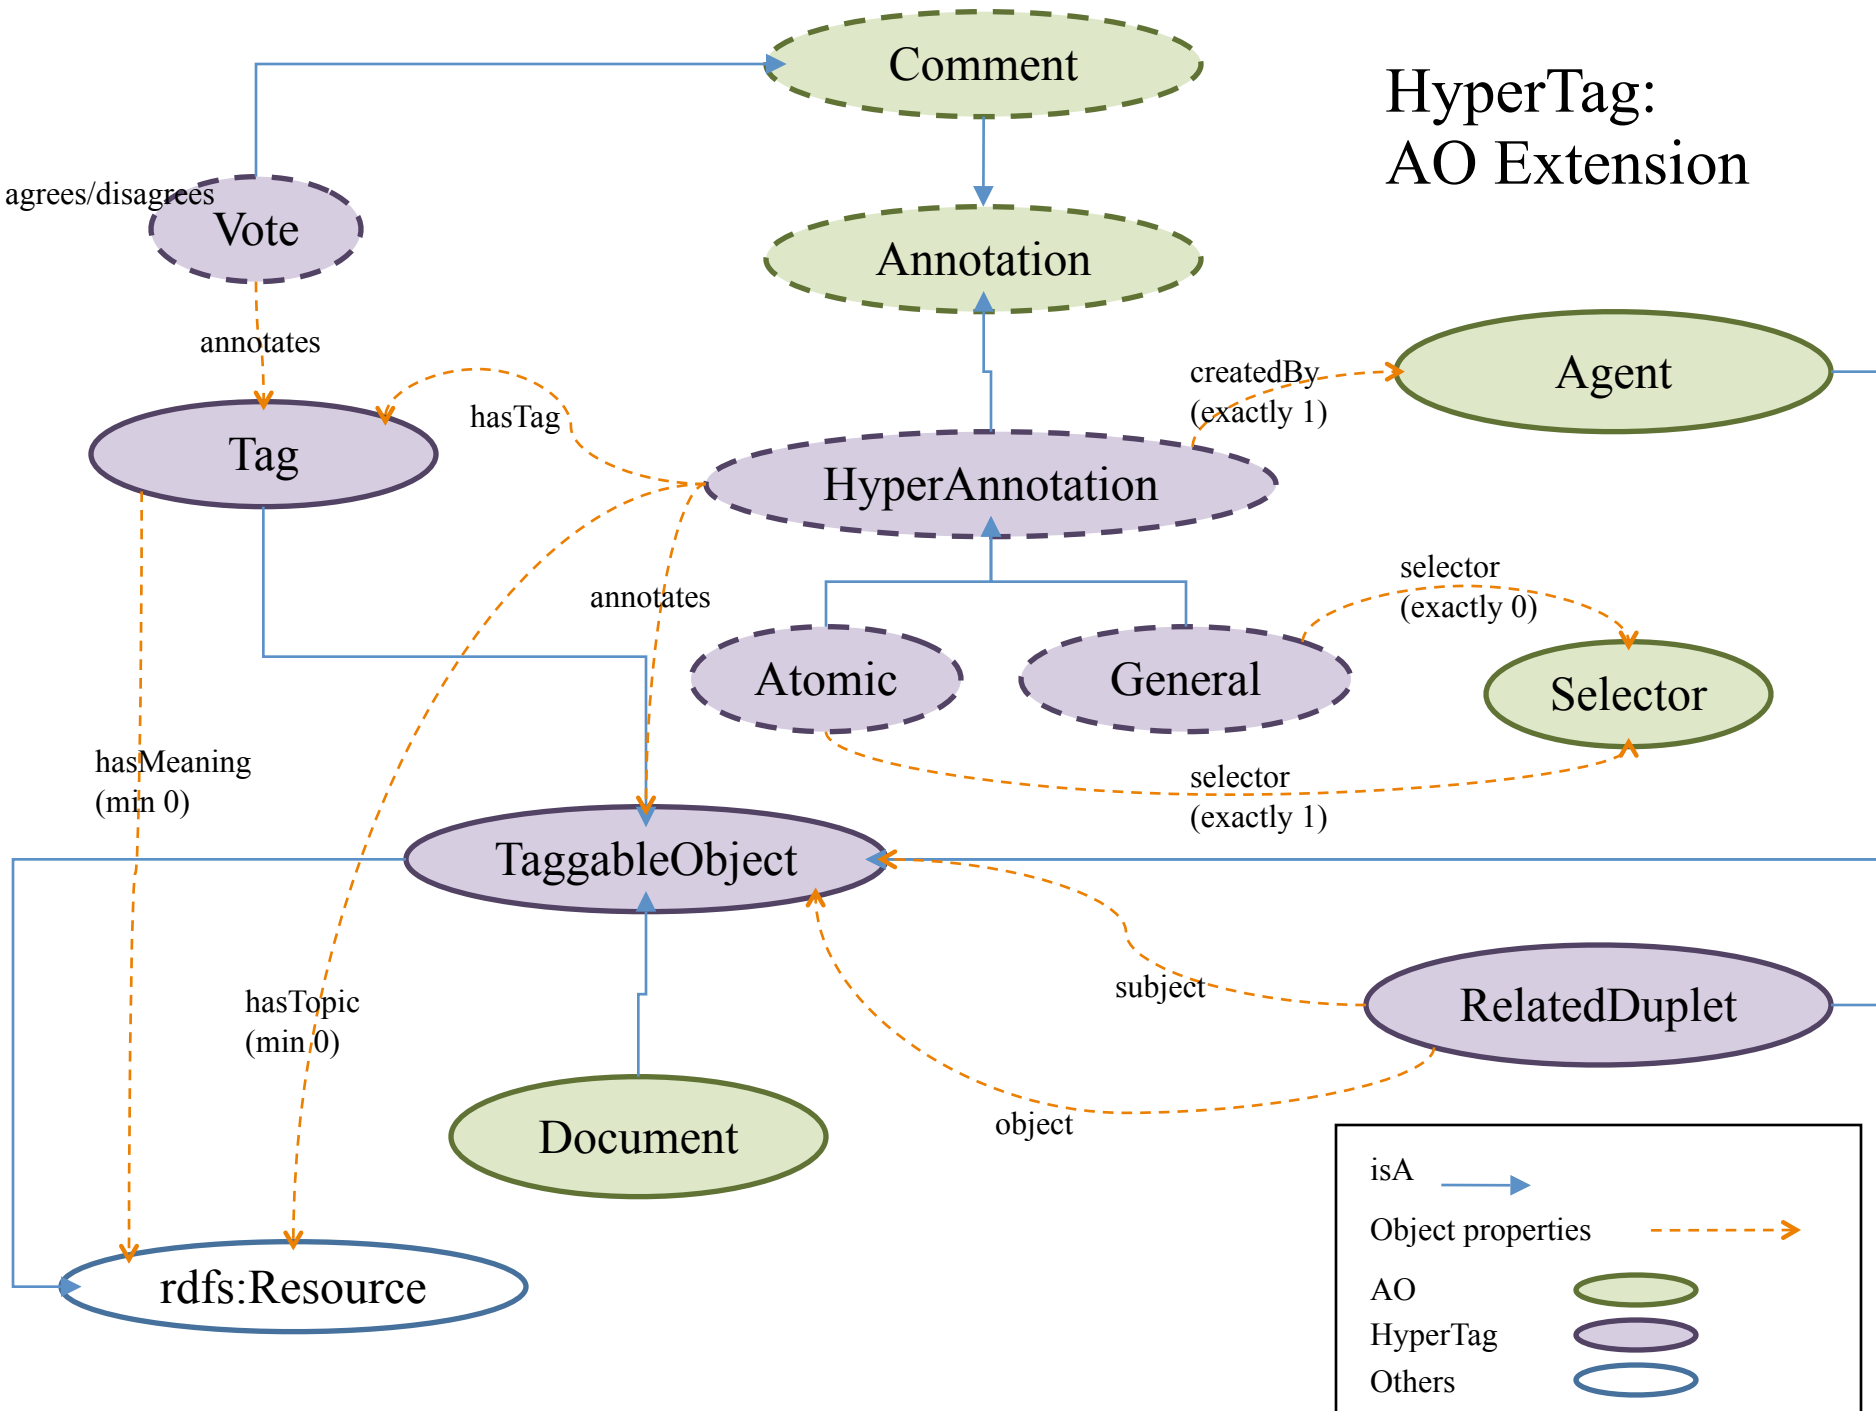 Comment
HyperTag:
AO Extension
agrees/disagrees
Vote
Annotation
annotates
createdBy
(exactly 1)
Agent
hasTag
Tag
HyperAnnotation
selector
(exactly 0)
annotates
Atomic
General
Selector
hasMeaning
(min 0)
selector
(exactly 1)
TaggableObject
subject
RelatedDuplet
hasTopic
(min 0)
object
Document
rdfs:Resource
isA
Object properties
AO
HyperTag
Others